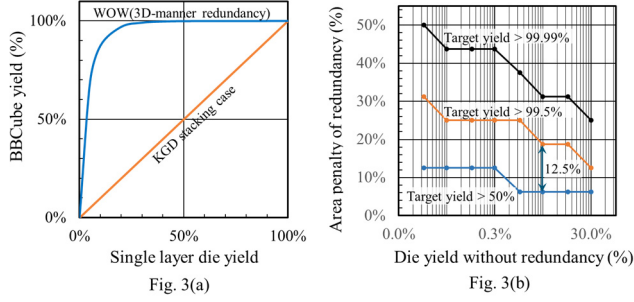 100%
50%
0%
BBCube yield (%)
WOW(3D-manner redundancy)
KGD stacking case
0%
50%
100%
Single layer die yield
Fig. 3(a)
50%
40%
30%
20%
10%
0%
Area penalty of redundancy (%)
Target yield > 99.99%
Target yield > 99.5%
12.5%
Target yield > 50%
0.0%
0.3%
30.0%
Die yield without redundancy (%)
Fig. 3(b)